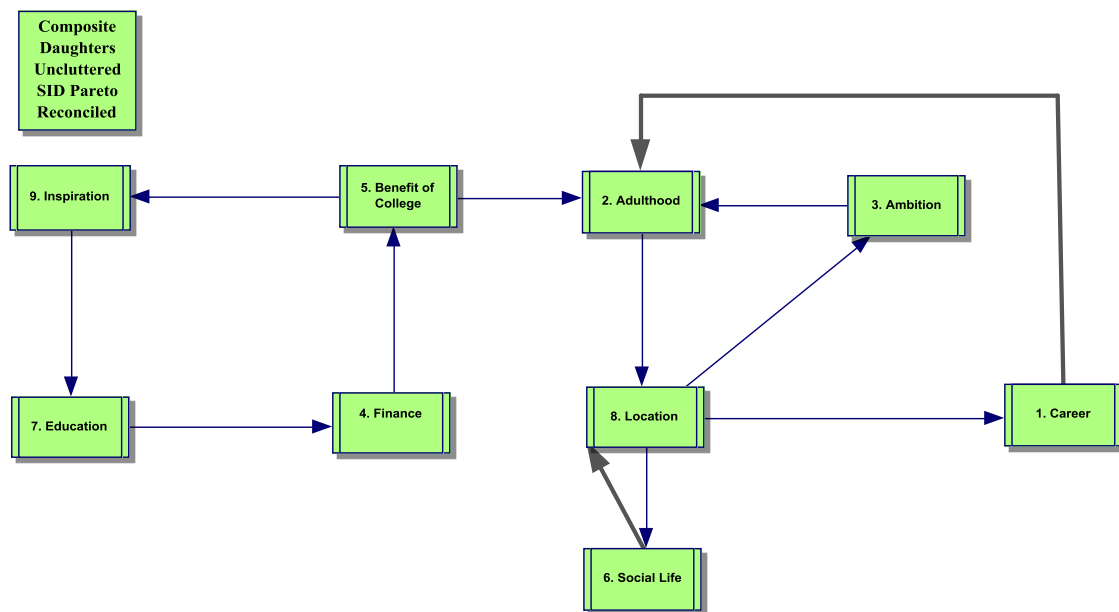 Composite
Daughters
Uncluttered
SID Pareto
Reconciled
9. Inspiration
5. Benefit of
College
2. Adulthood
3. Ambition
7. Education
4. Finance
8. Location
1. Career
6. Social Life